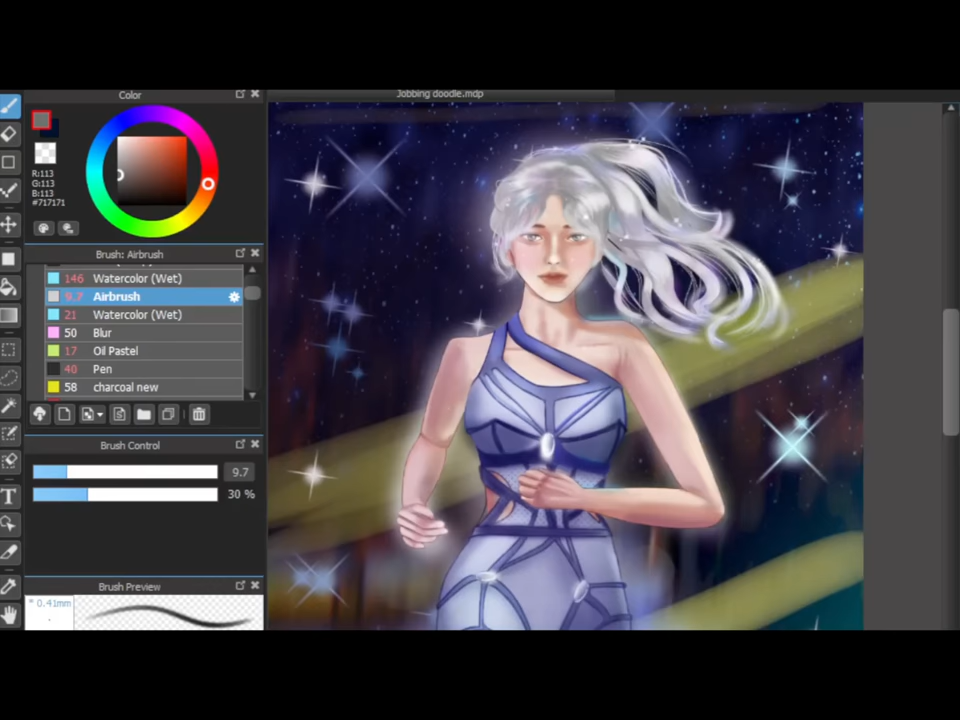 Color
Jobbing doodle.mdp
R:113
G:113
B:113
#717171
Brush: Airbrush
146 Watercolor (Wet)
9.7 Airbrush
21 Watercolor (Wet)
50 Blur
17 Oil Pastel
40 Pen
58 charcoal new
Brush Control
9.7
30 %
T
Brush Preview
* 0.41mm